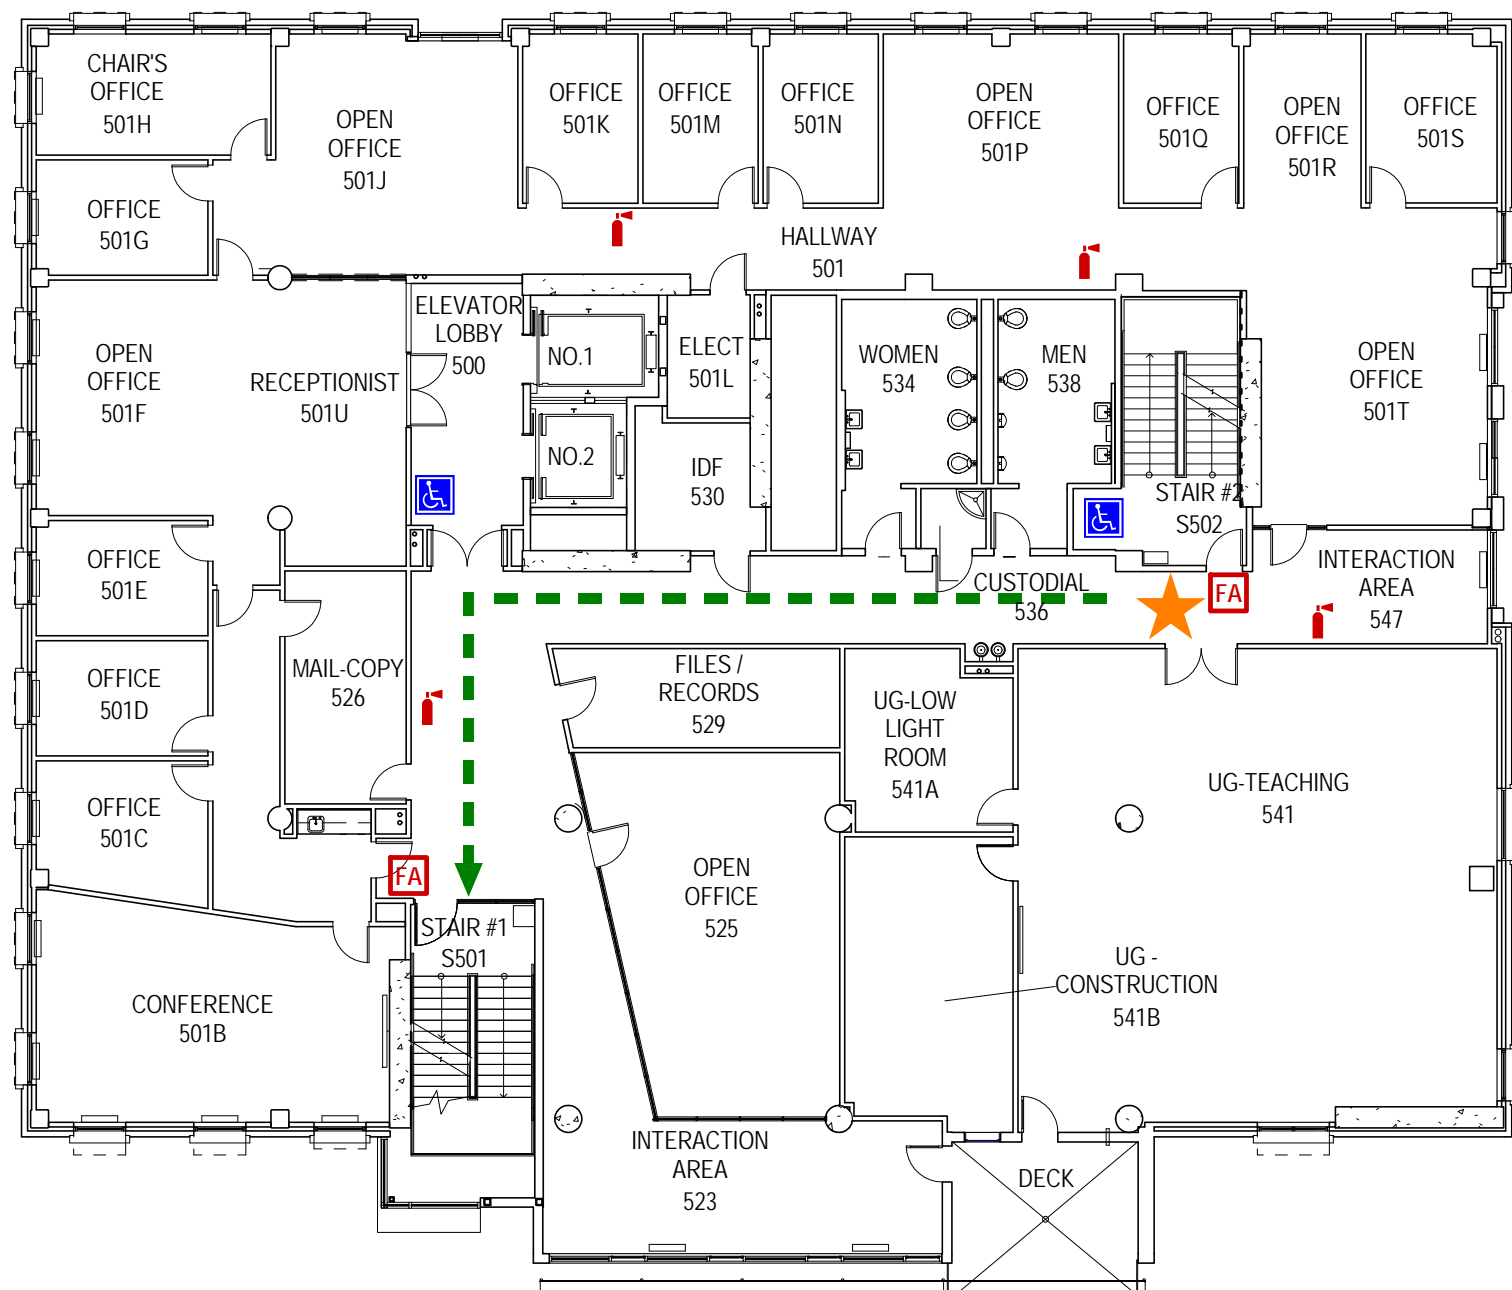 CHAIR'S
OFFICE
501H
OPEN
OFFICE
501J
OFFICE
501K
OFFICE
501M
OFFICE
501N
OPEN
OFFICE
501P
OFFICE
501Q
OPEN
OFFICE
501R
OFFICE
501S
OFFICE
501G
HALLWAY
501
ELEVATOR
LOBBY
500
NO.1
NO.2
ELECT
501L
WOMEN
534
MEN
538
OPEN
OFFICE
501F
RECEPTIONIST
501U
OPEN
OFFICE
501T
IDF
530
STAIR #2
S502
OFFICE
501E
CUSTODIAL
536
FA
INTERACTION
AREA
547
OFFICE
501D
MAIL-COPY
526
FILES /
RECORDS
529
UG-LOW
LIGHT
ROOM
541A
UG-TEACHING
541
OFFICE
501C
FA
OPEN
OFFICE
525
STAIR #1
S501
UG -
CONSTRUCTION
541B
CONFERENCE
501B
INTERACTION
AREA
523
DECK